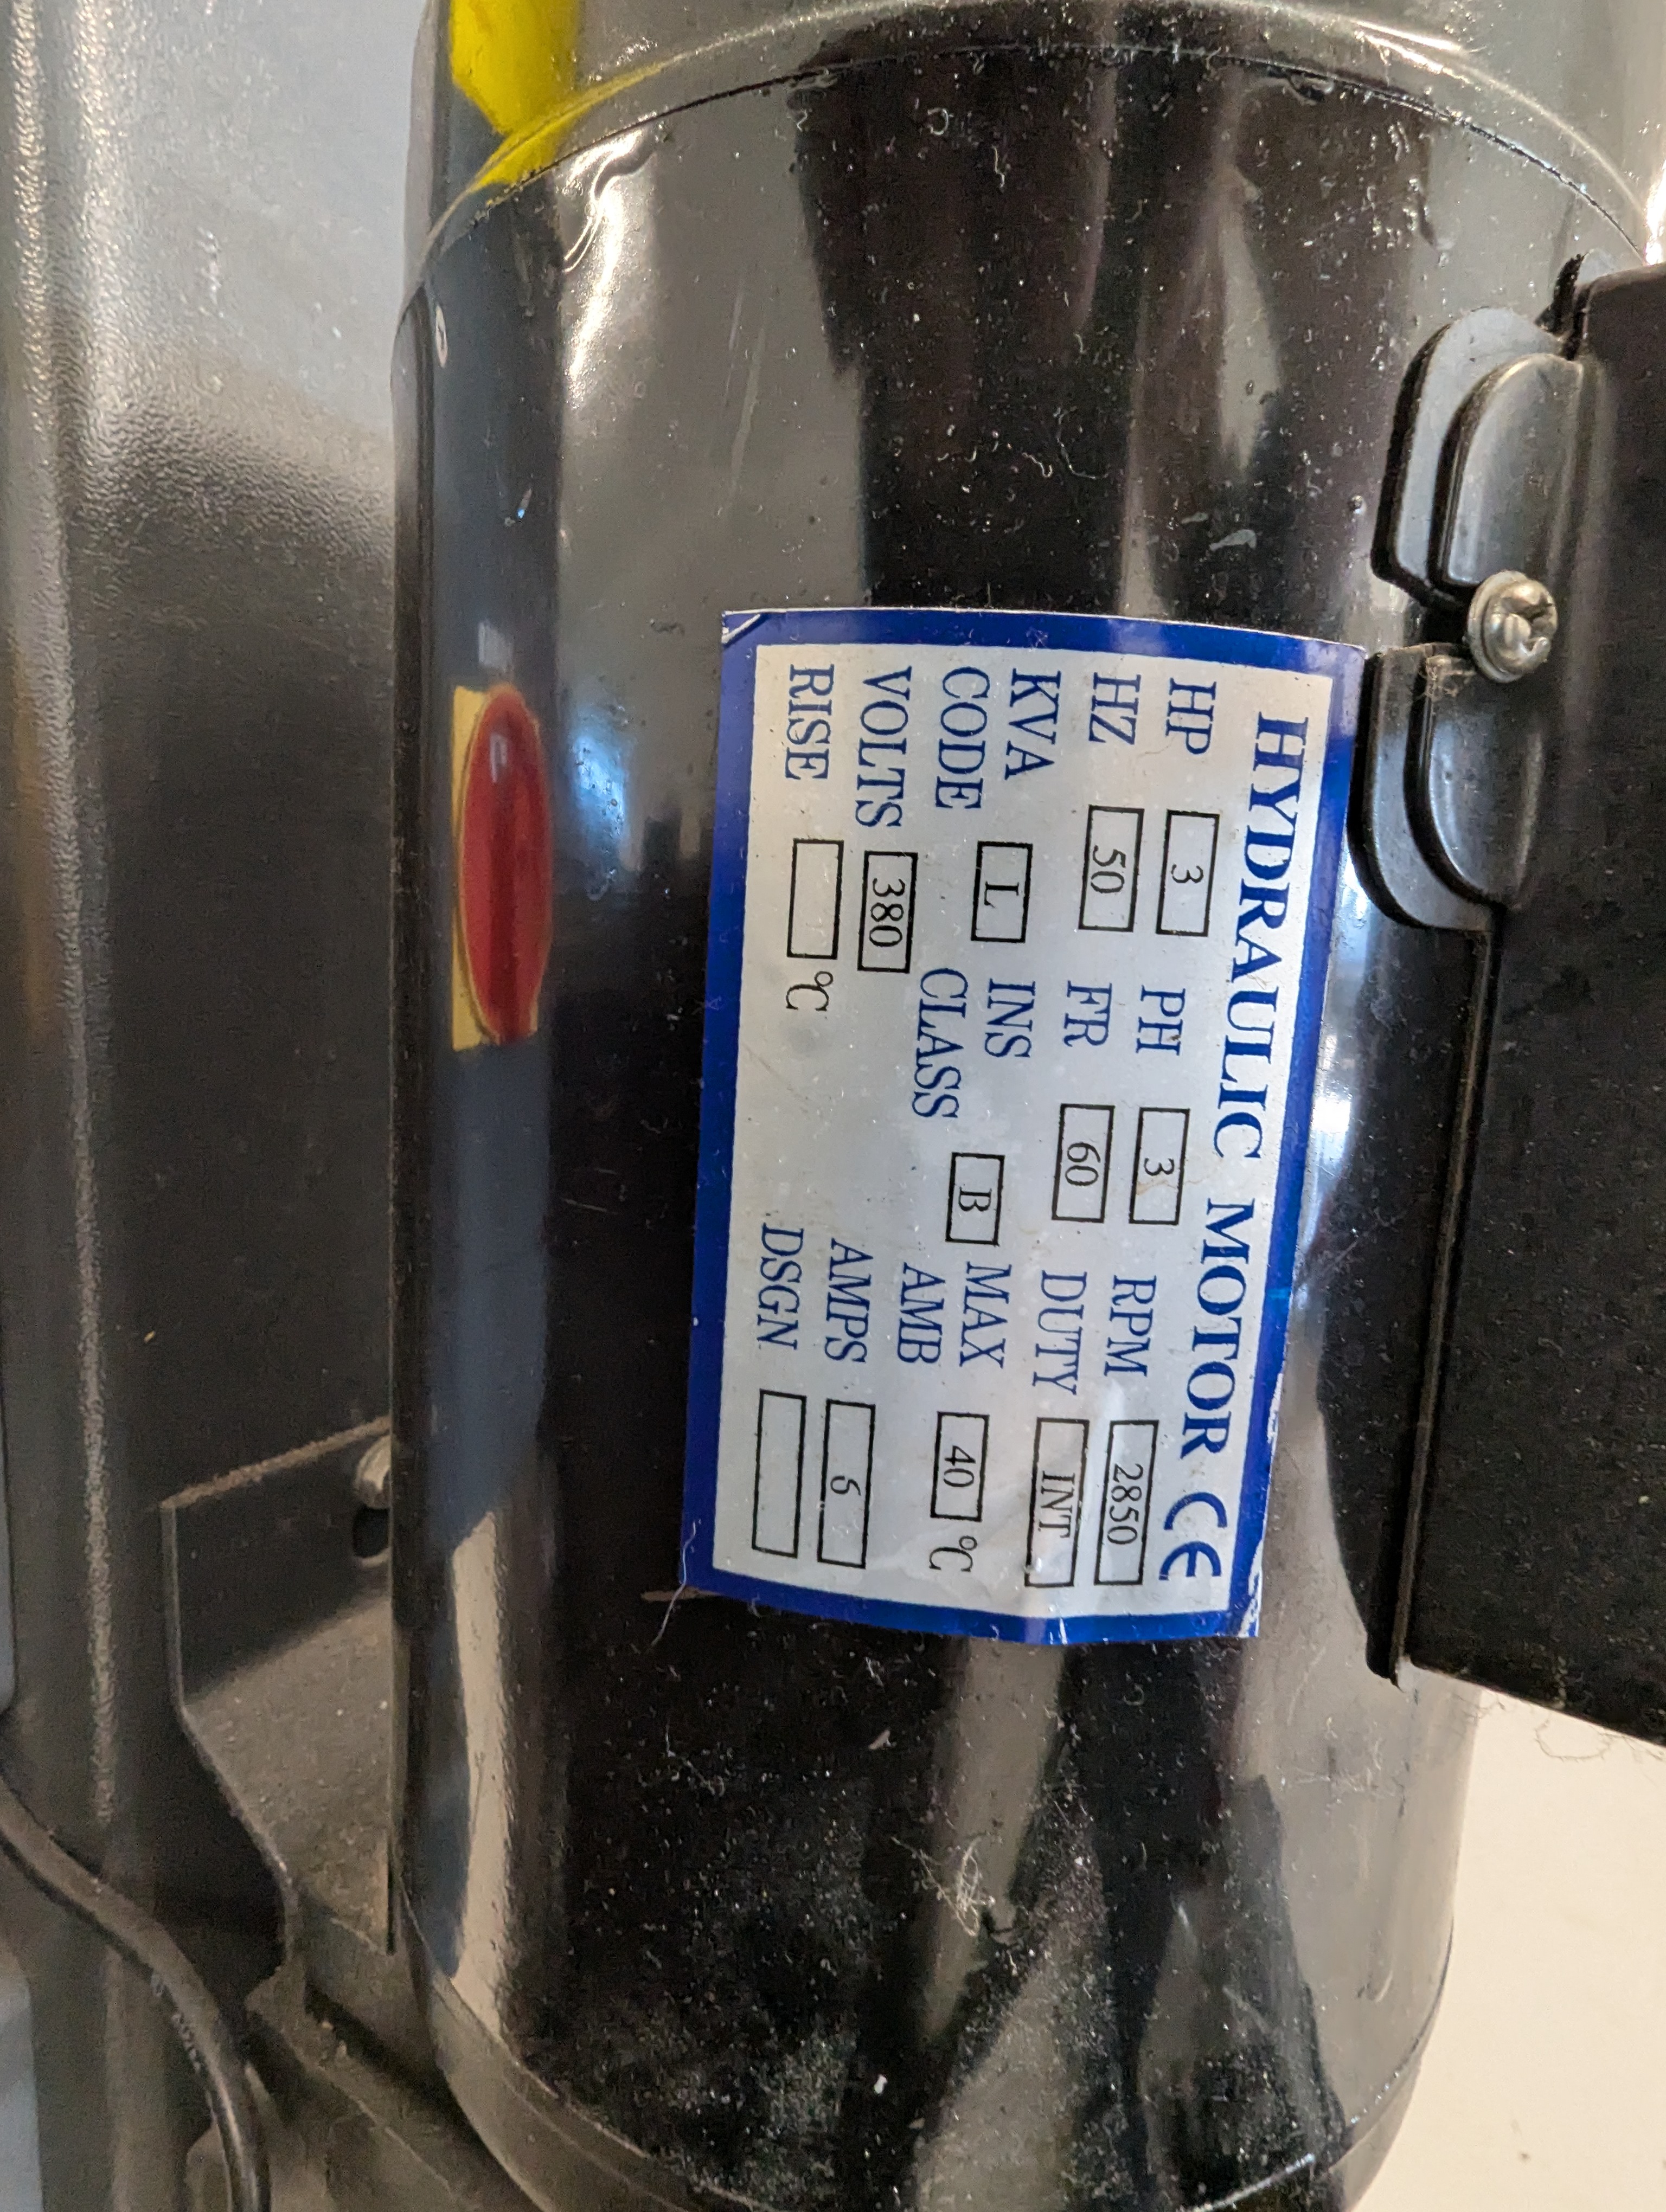 HYDRAULIC MOTOR CE
HP 3 PH 3 RPM 2850
HZ 50 FR 60 DUTY INT
KVA CODE L INS CLASS B MAX AMB 40 °C
VOLTS 380 AMPS 6
RISE °C DSGN